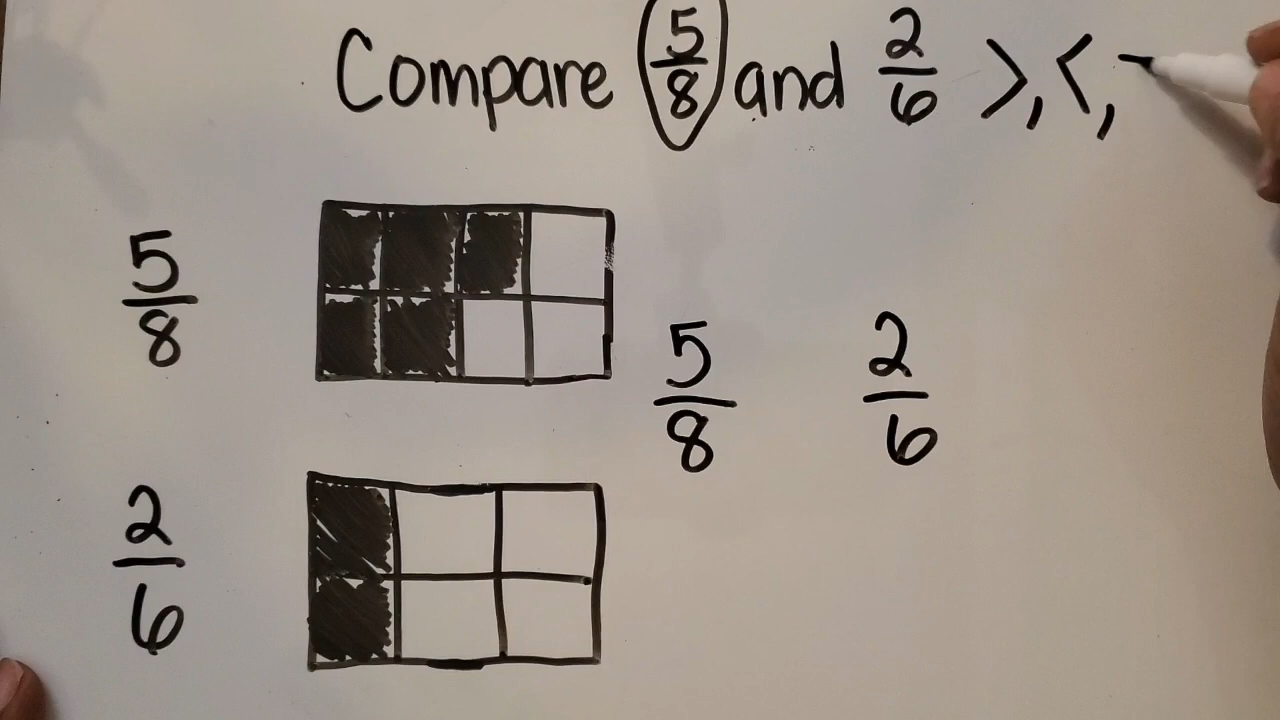 Compare 5/8 and 2/6 >, <, -
5/8
5/8 2/6
2/6